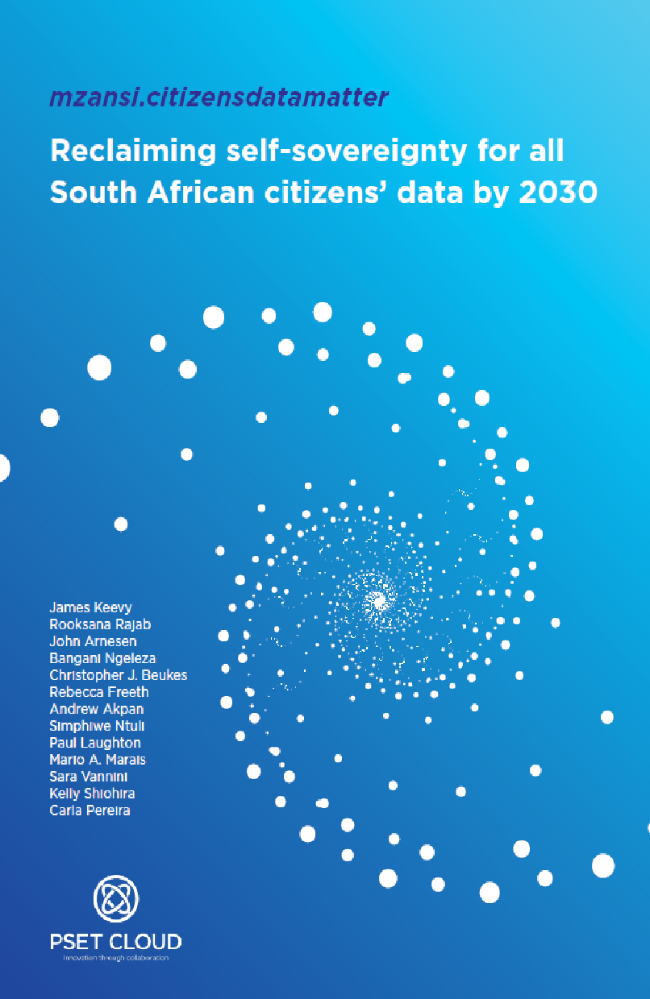 mzansi.citizensdatamatter
Reclaiming self-sovereignty for all
South African citizens’ data by 2030
James Keevy
Rooksana Rajab
John Arnesen
Bangani Ngeleza
Christopher J. Beukes
Rebecca Freeth
Andrew Akpan
Simphiwe Ntuli
Paul Laughton
Mario A. Marais
Sara Vannini
Kelly Shiohira
Carla Pereira
PSET CLOUD
Innovation through collaboration